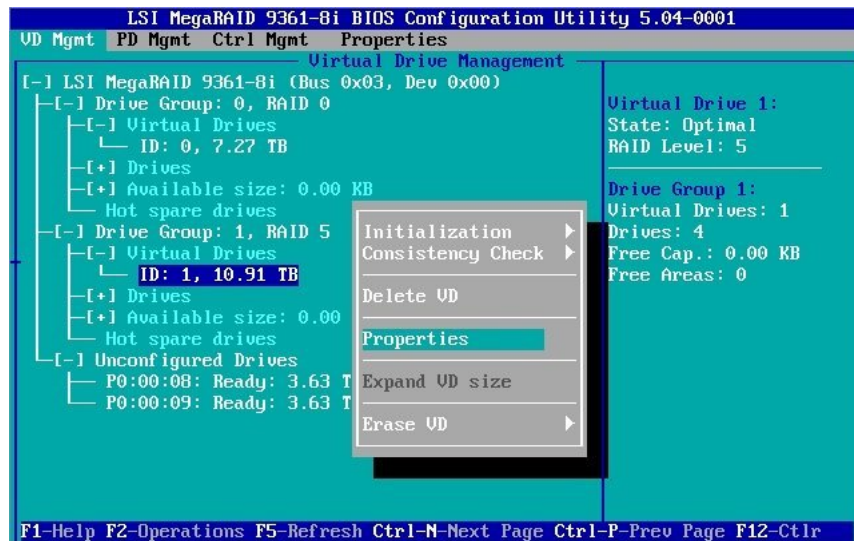 LSI MegaRAID 9361-8i BIOS Configuration Utility 5.04-0001
VD Mgmt PD Mgmt Ctrl Mgmt Properties
Virtual Drive Management
[-] LSI MegaRAID 9361-8i (Bus 0x03, Dev 0x00)
[-] Drive Group: 0, RAID 0
[-] Virtual Drives
ID: 0, 7.27 TB
[+] Drives
[+] Available size: 0.00 KB
Hot spare drives
[-] Drive Group: 1, RAID 5
[-] Virtual Drives
ID: 1, 10.91 TB
[+] Drives
[+] Available size: 0.00
Hot spare drives
[-] Unconfigured Drives
P0:00:08: Ready: 3.63 T
P0:00:09: Ready: 3.63 T
Initialization
Consistency Check
Delete VD
Properties
Expand VD size
Erase VD
Virtual Drive 1:
State: Optimal
RAID Level: 5
Drive Group 1:
Virtual Drives: 1
Drives: 4
Free Cap.: 0.00 KB
Free Areas: 0
F1-Help F2-Operations F5-Refresh Ctrl-N-Next Page Ctrl-P-Prev Page F12-Ctlr